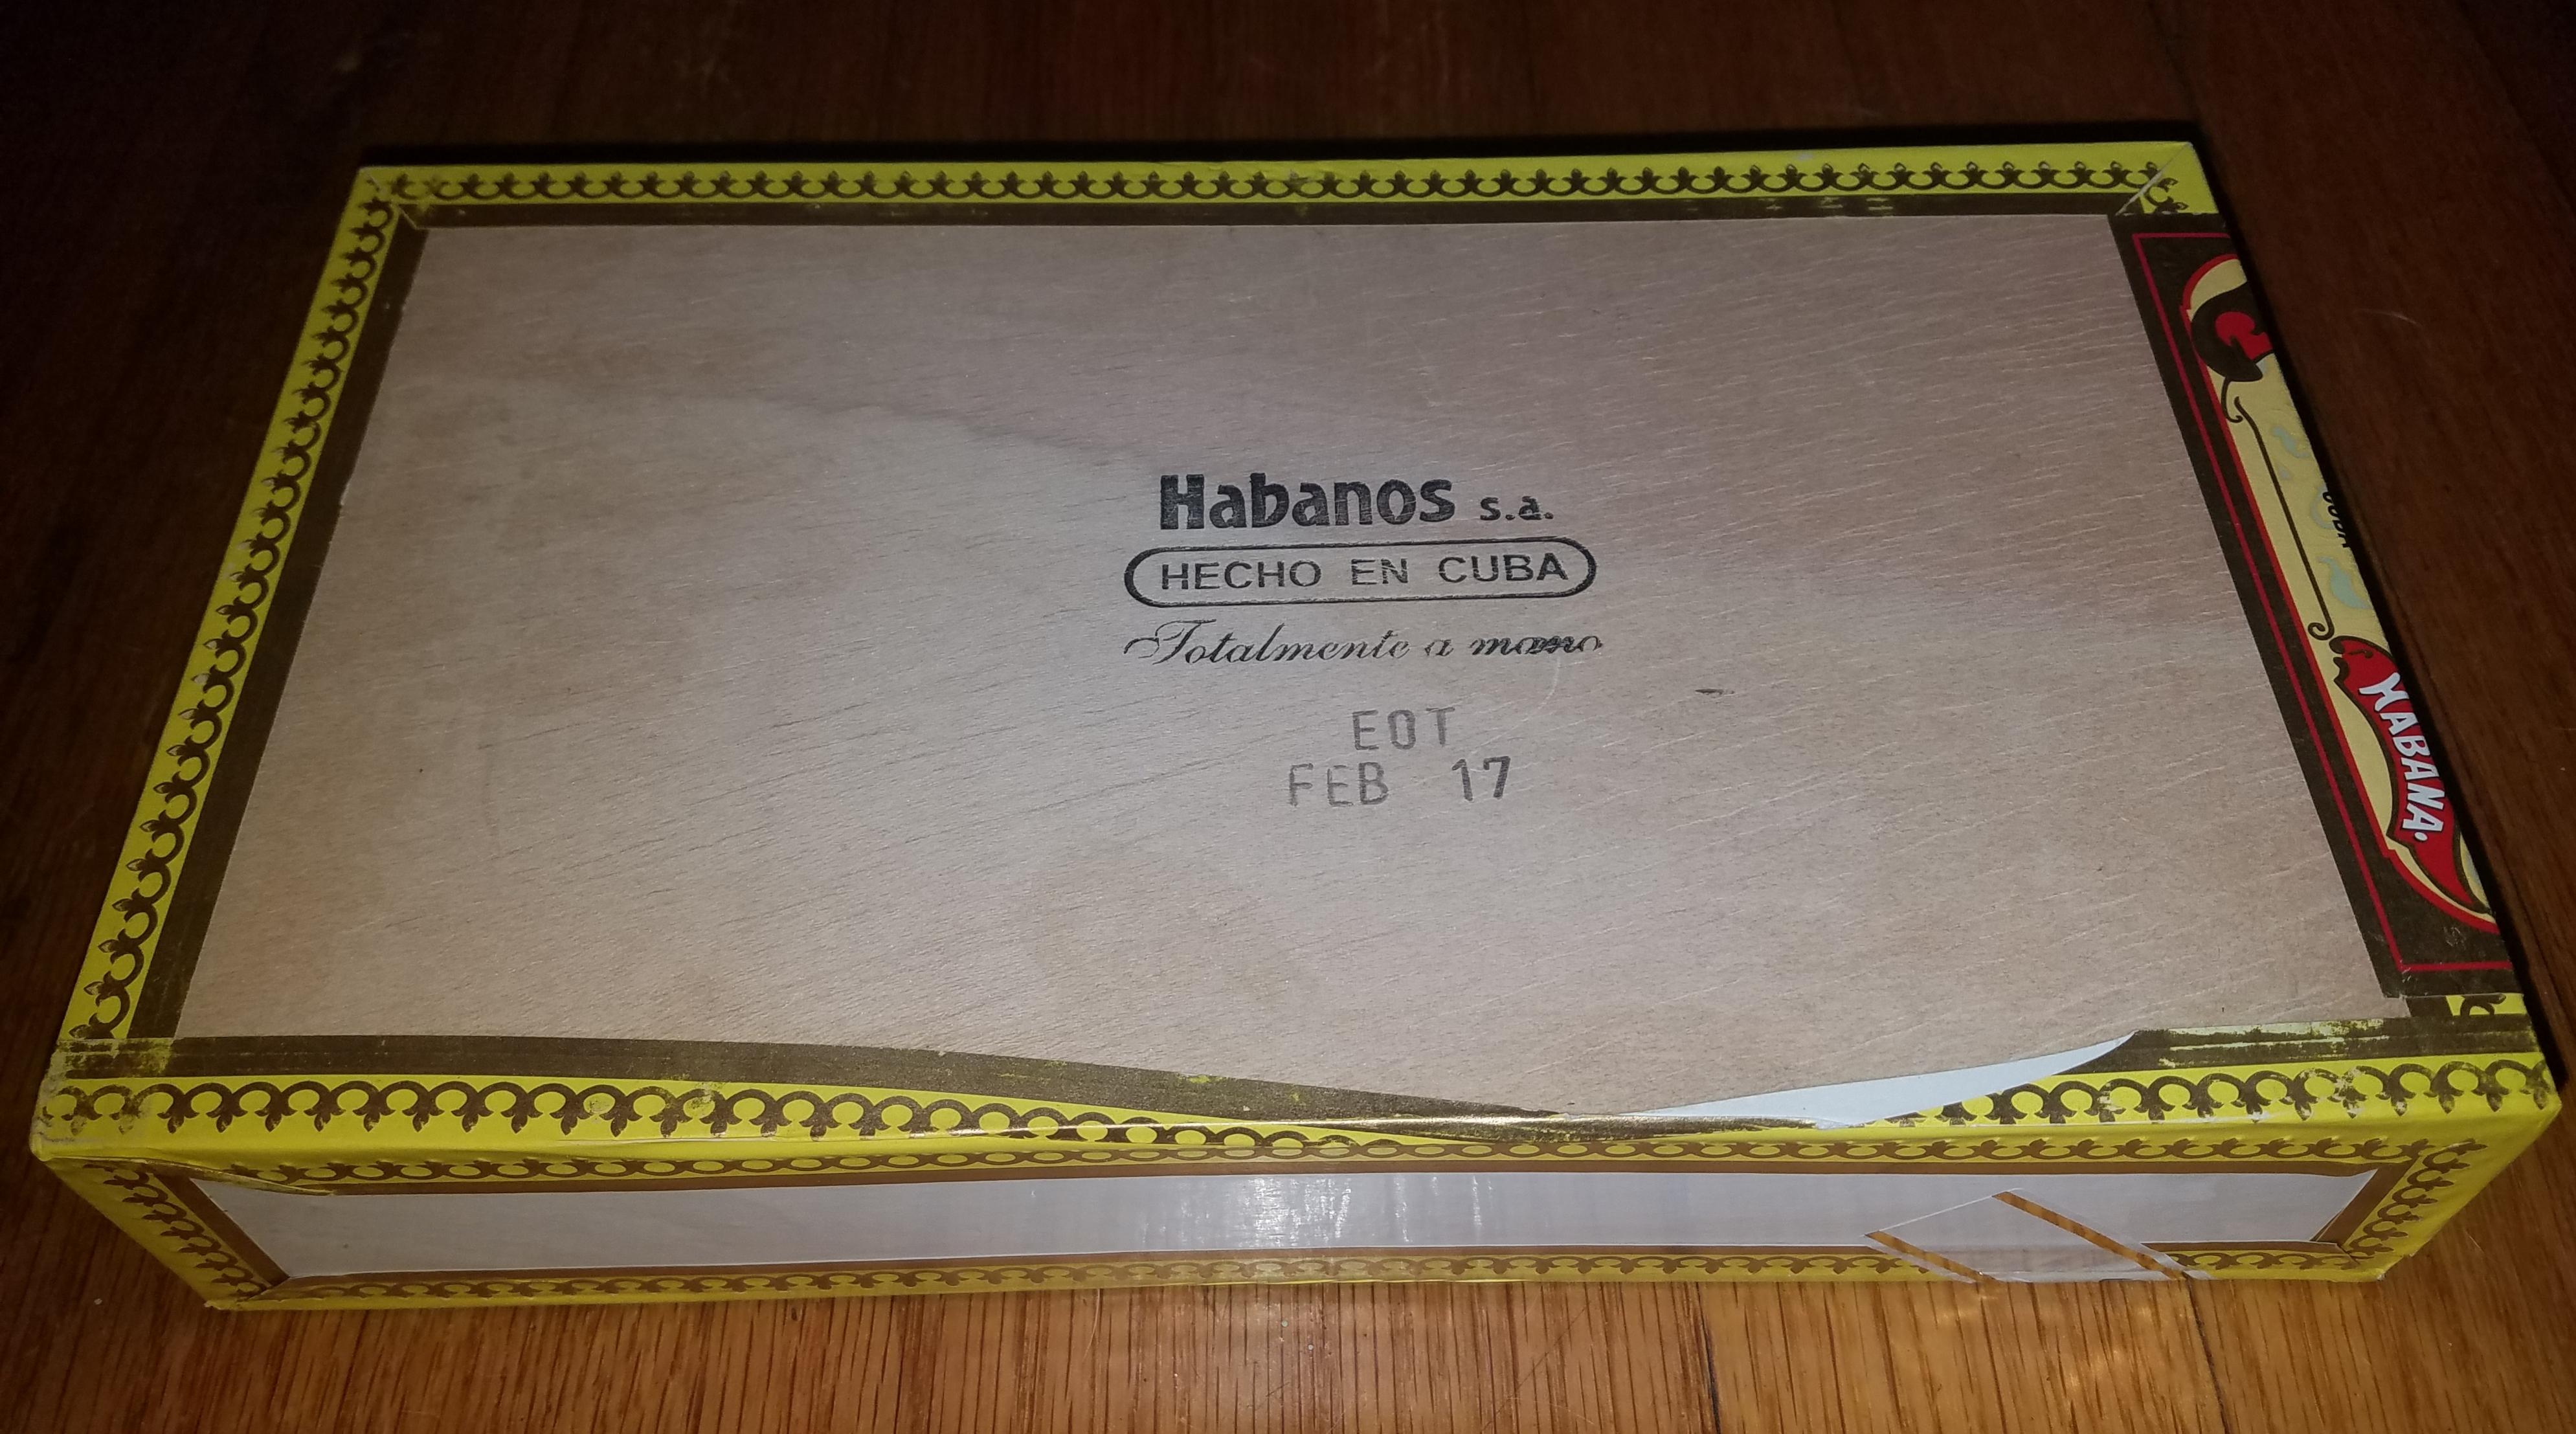 Habanos s.a.
HECHO EN CUBA
Totalmente a mano
EOT
FEB 17
HABANA.